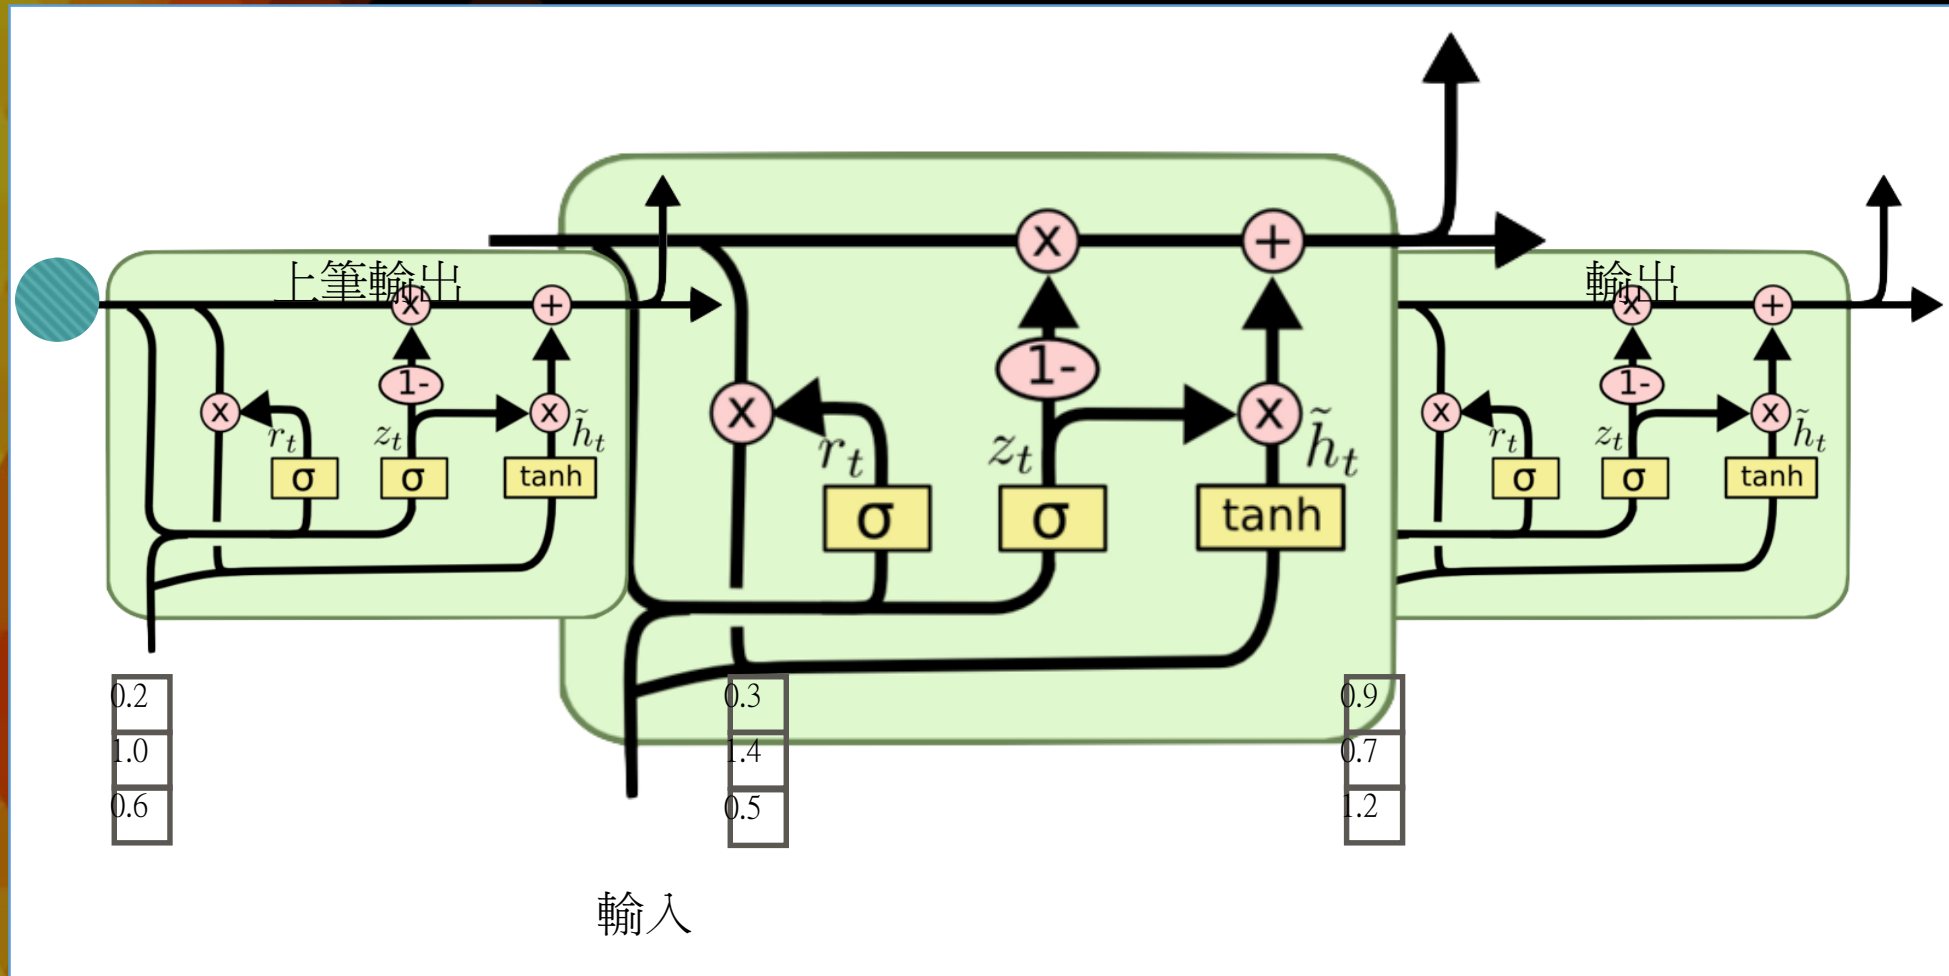 上筆輸出
x
+
1-
x
r_t
z_t
x
h̃_t
σ
σ
tanh
x
+
1-
x
r_t
z_t
x
h̃_t
σ
σ
tanh
輸出
x
+
1-
x
r_t
z_t
x
h̃_t
σ
σ
tanh
0.2
1.0
0.6
0.3
1.4
0.5
0.9
0.7
1.2
輸入